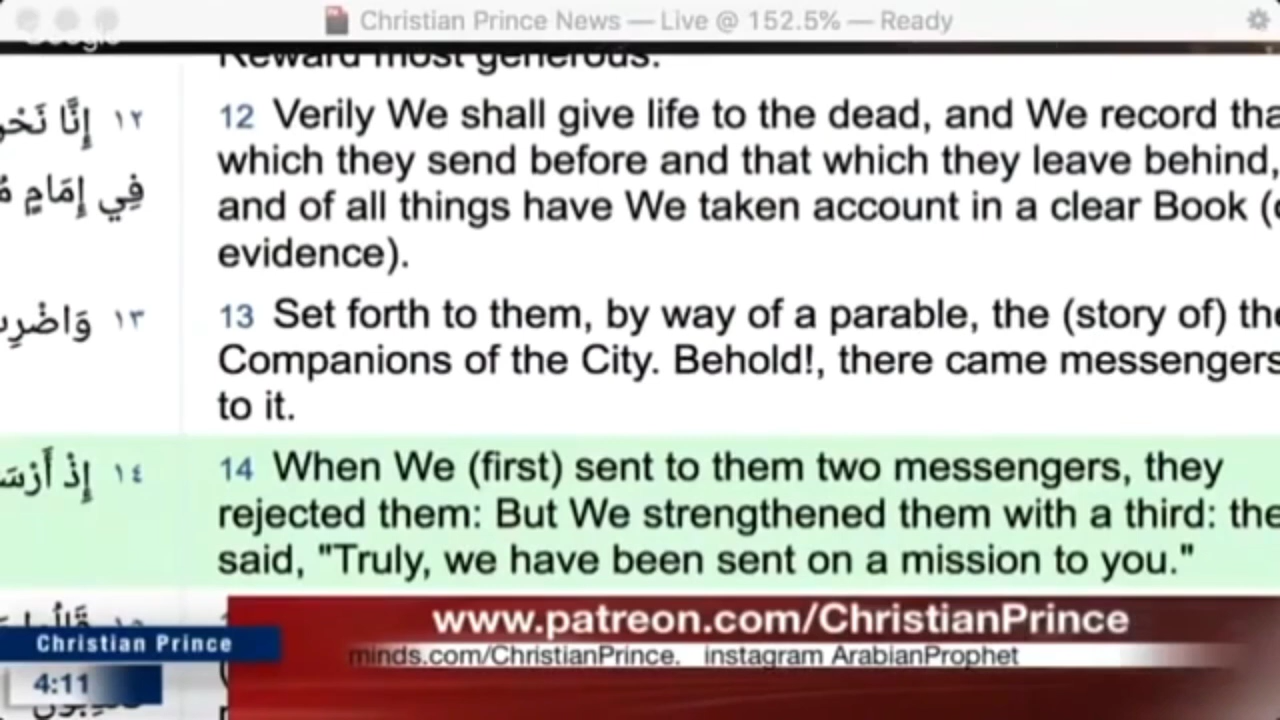 Christian Prince News — Live @ 152.5% — Ready
Google
Reward most generous.
١٢ إِنَّا نَحْ
12 Verily We shall give life to the dead, and We record tha
which they send before and that which they leave behind,
فِي إِمَامٍ
and of all things have We taken account in a clear Book (
evidence).
١٣ وَاضْرِب
13 Set forth to them, by way of a parable, the (story of) the
Companions of the City. Behold!, there came messengers
to it.
١٤ إِذْ أَرْسَ
14 When We (first) sent to them two messengers, they
rejected them: But We strengthened them with a third: the
said, "Truly, we have been sent on a mission to you."
www.patreon.com/ChristianPrince
Christian Prince
minds.com/ChristianPrince. instagram ArabianProphet
4:11